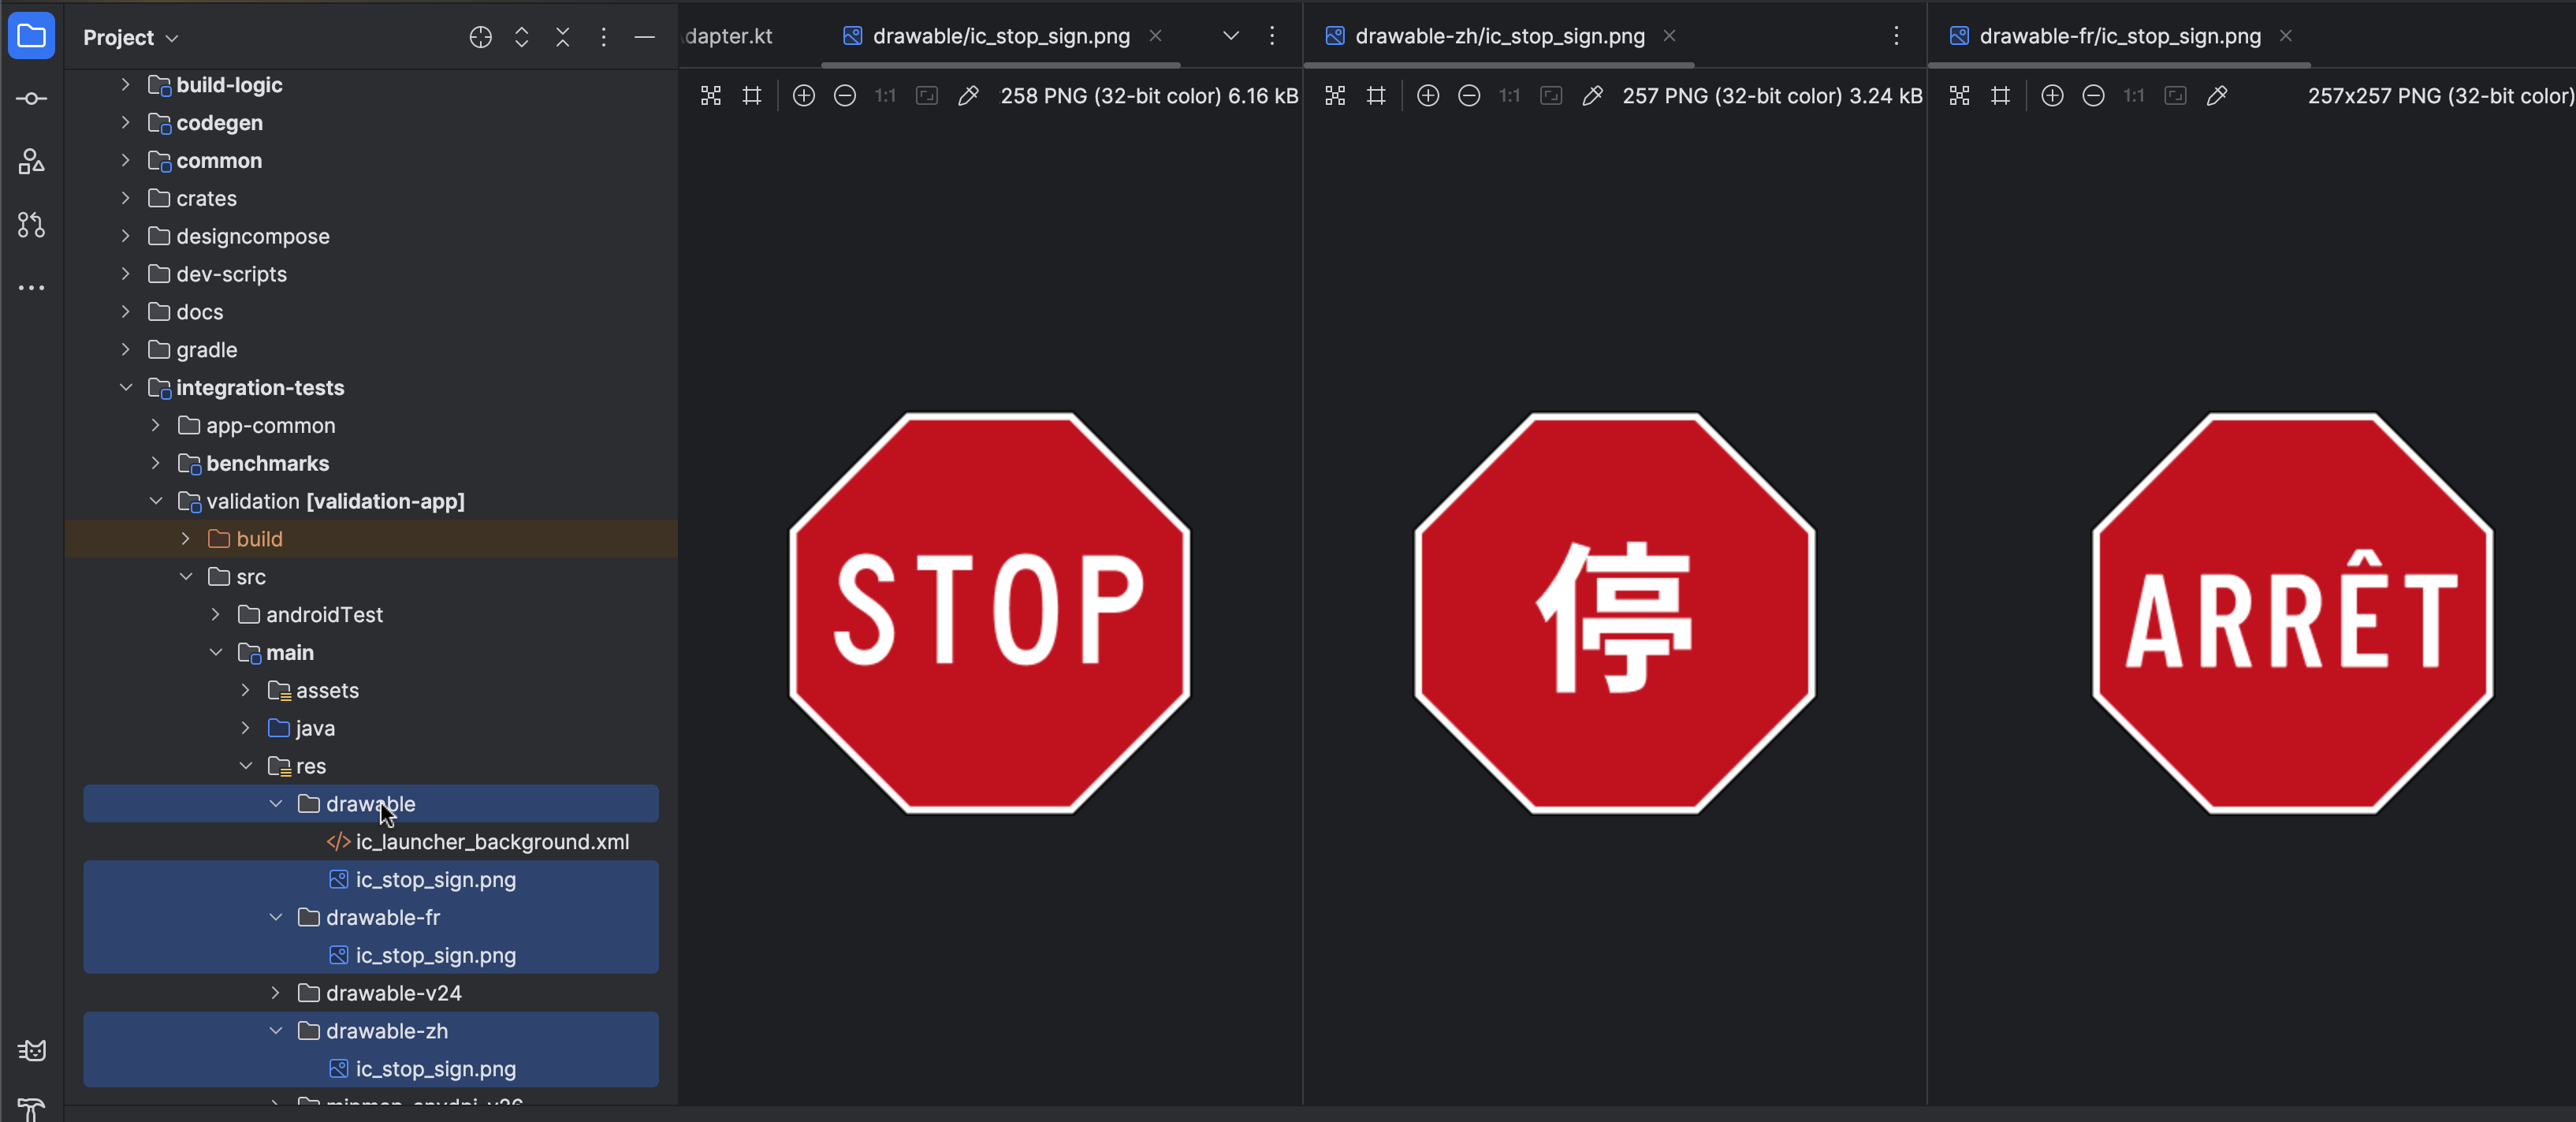 Project
build-logic
codegen
common
crates
designcompose
dev-scripts
docs
gradle
integration-tests
app-common
benchmarks
validation [validation-app]
build
src
androidTest
main
assets
java
res
drawable
ic_launcher_background.xml
ic_stop_sign.png
drawable-fr
ic_stop_sign.png
drawable-v24
drawable-zh
ic_stop_sign.png
dapter.kt
drawable/ic_stop_sign.png
1:1
258 PNG (32-bit color) 6.16 kB
STOP
drawable-zh/ic_stop_sign.png
1:1
257 PNG (32-bit color) 3.24 kB
停
drawable-fr/ic_stop_sign.png
1:1
257x257 PNG (32-bit color)
ARRÊT